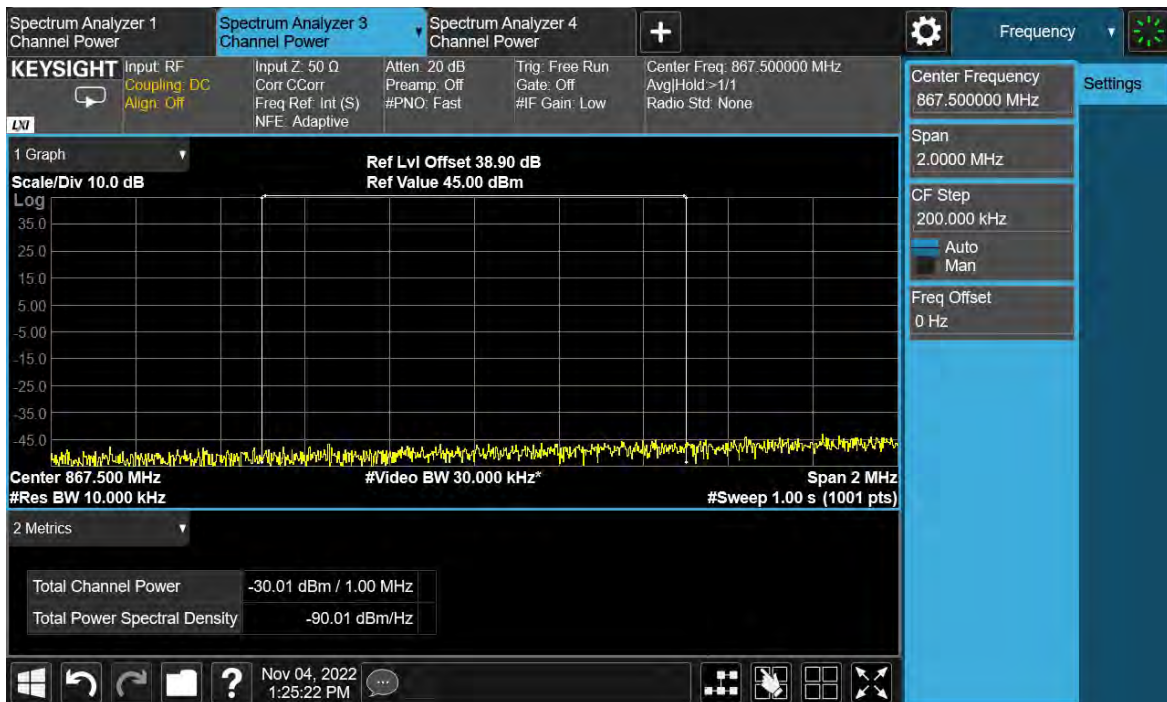 Spectrum Analyzer 1
Channel Power
Spectrum Analyzer 3
Channel Power
Spectrum Analyzer 4
Channel Power
Frequency
KEYSIGHT
LXI
Input: RF
Coupling: DC
Align: Off
Input Z: 50 Ω
Corr CCorr
Freq Ref: Int (S)
NFE: Adaptive
Atten: 20 dB
Preamp: Off
#PNO: Fast
Trig: Free Run
Gate: Off
#IF Gain: Low
Center Freq: 867.500000 MHz
Avg|Hold:>1/1
Radio Std: None
Center Frequency
867.500000 MHz
Settings
Span
2.0000 MHz
CF Step
200.000 kHz
Auto
Man
Freq Offset
0 Hz
1 Graph
Scale/Div 10.0 dB
Ref Lvl Offset 38.90 dB
Ref Value 45.00 dBm
Log
35.0
25.0
15.0
5.00
-5.00
-15.0
-25.0
-35.0
-45.0
Center 867.500 MHz
#Video BW 30.000 kHz*
Span 2 MHz
#Res BW 10.000 kHz
#Sweep 1.00 s (1001 pts)
2 Metrics
Total Channel Power -30.01 dBm / 1.00 MHz
Total Power Spectral Density -90.01 dBm/Hz
?
Nov 04, 2022
1:25:22 PM